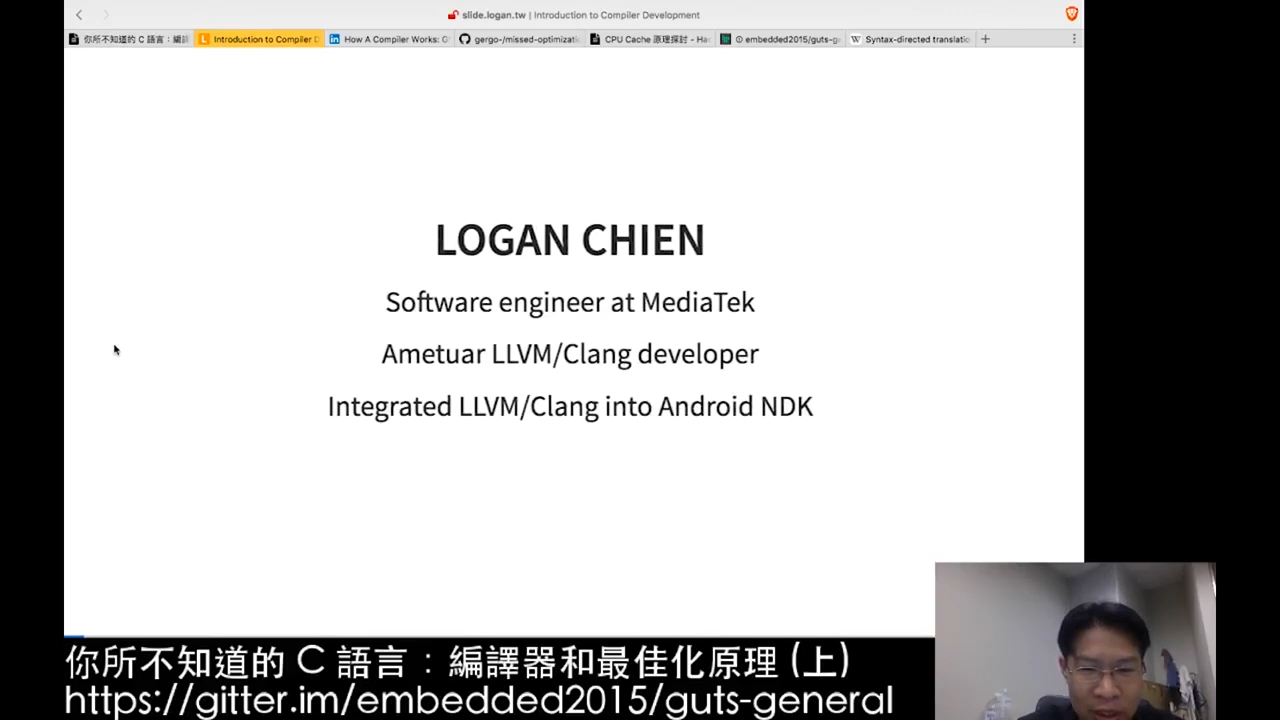 slide.logan.tw | Introduction to Compiler Development
你所不知道的 C 語言：編譯
Introduction to Compiler D
How A Compiler Works: G
gergo-/missed-optimizati
CPU Cache 原理探討 - Hac
embedded2015/guts-g
W Syntax-directed translatio
LOGAN CHIEN
Software engineer at MediaTek
Ametuar LLVM/Clang developer
Integrated LLVM/Clang into Android NDK
你所不知道的 C 語言：編譯器和最佳化原理 (上)
https://gitter.im/embedded2015/guts-general